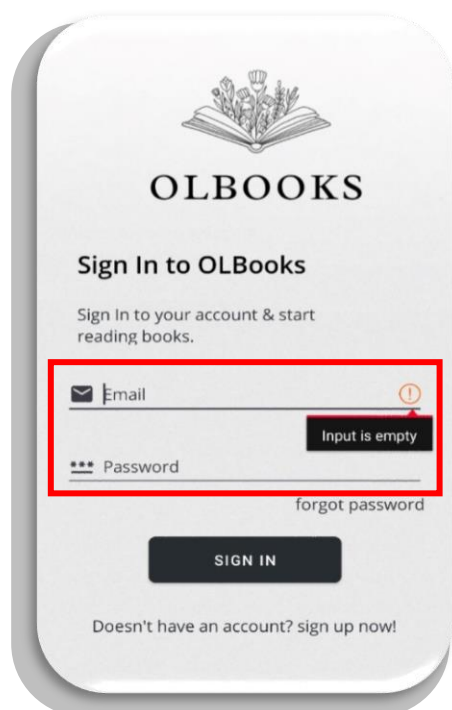 OLBOOKS
Sign In to OLBooks
Sign In to your account & start
reading books.
Email
Input is empty
*** Password
forgot password
SIGN IN
Doesn't have an account? sign up now!